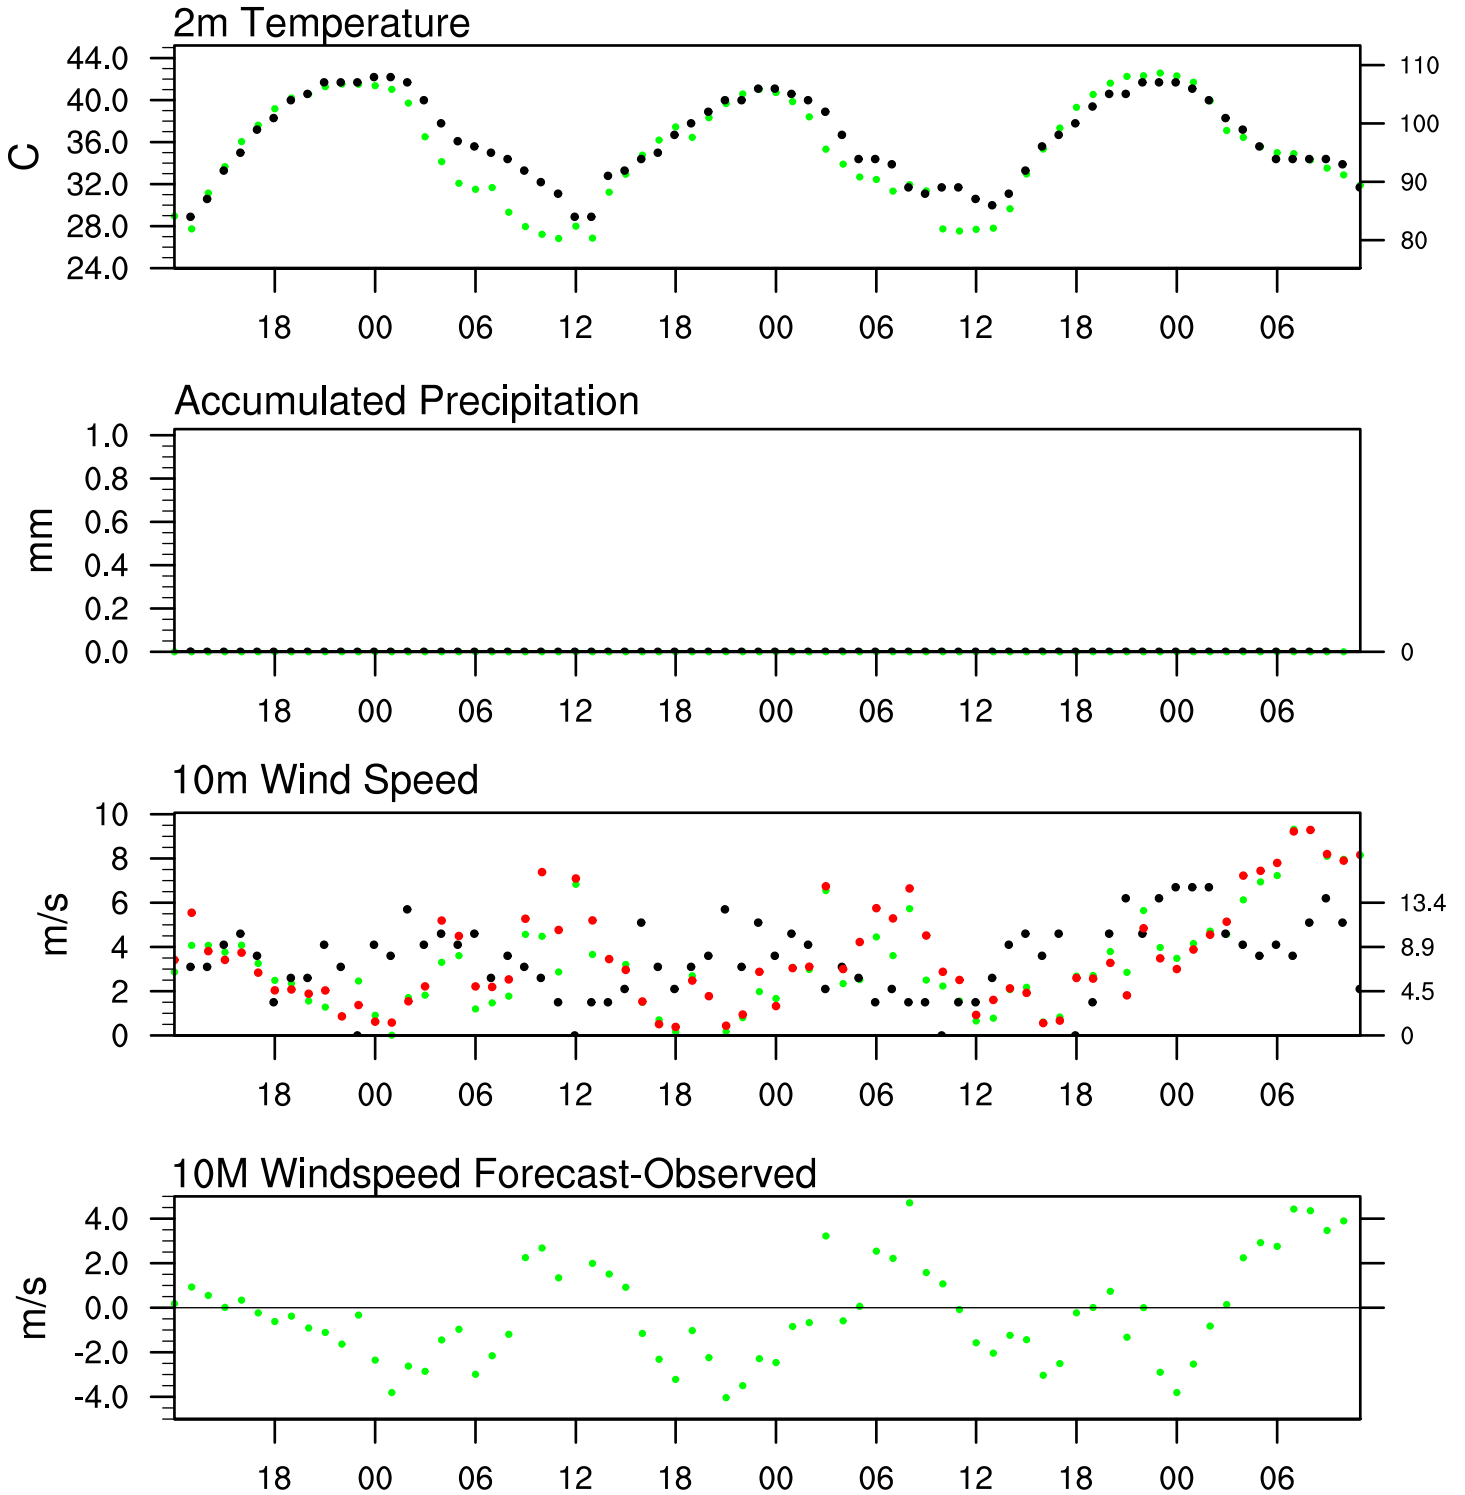 2m Temperature
44.0
40.0
36.0
32.0
28.0
24.0
C
110
100
90
80
18 00 06 12 18 00 06 12 18 00 06
Accumulated Precipitation
1.0
0.8
0.6
0.4
0.2
0.0
mm
0
18 00 06 12 18 00 06 12 18 00 06
10m Wind Speed
10
8
6
4
2
0
m/s
13.4
8.9
4.5
0
18 00 06 12 18 00 06 12 18 00 06
10M Windspeed Forecast-Observed
4.0
2.0
0.0
-2.0
-4.0
m/s
18 00 06 12 18 00 06 12 18 00 06